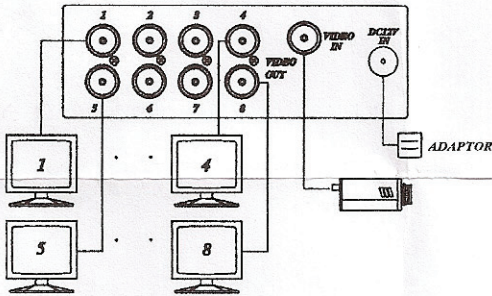 1 2 3 4
VIDEO IN
DC12V IN
VIDEO OUT
5 6 7 8
ADAPTOR
1 4
5 8